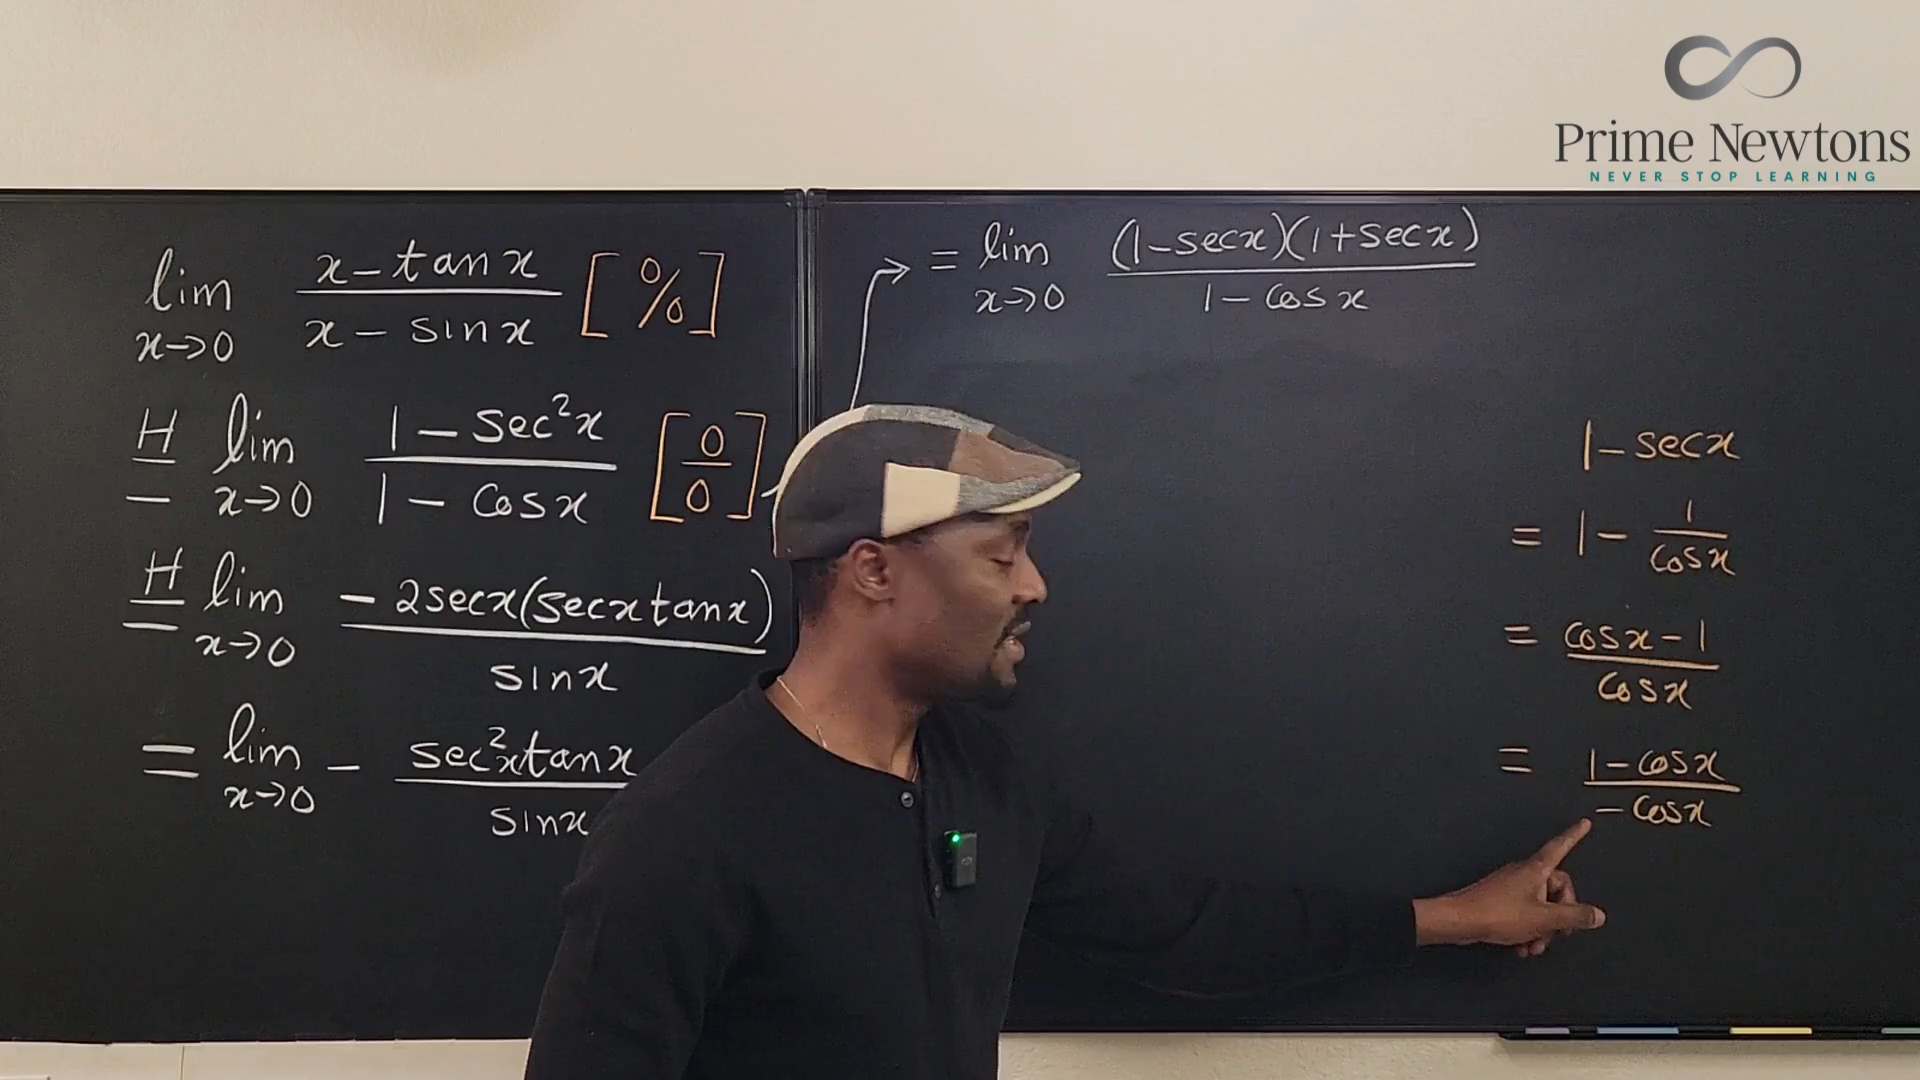 Prime Newtons
NEVER STOP LEARNING
lim x→0 (x − tan x)/(x − sin x) [0/0]
H= lim x→0 (1 − sec²x)/(1 − cos x) [0/0]
H= lim x→0 −2secx(secxtanx)/sinx
= lim x→0 − sec²x tanx/sinx
= lim x→0 (1−secx)(1+secx)/(1 − cos x)
1−secx
= 1 − 1/cosx
= (cosx − 1)/cosx
= (1−cosx)/(−cosx)